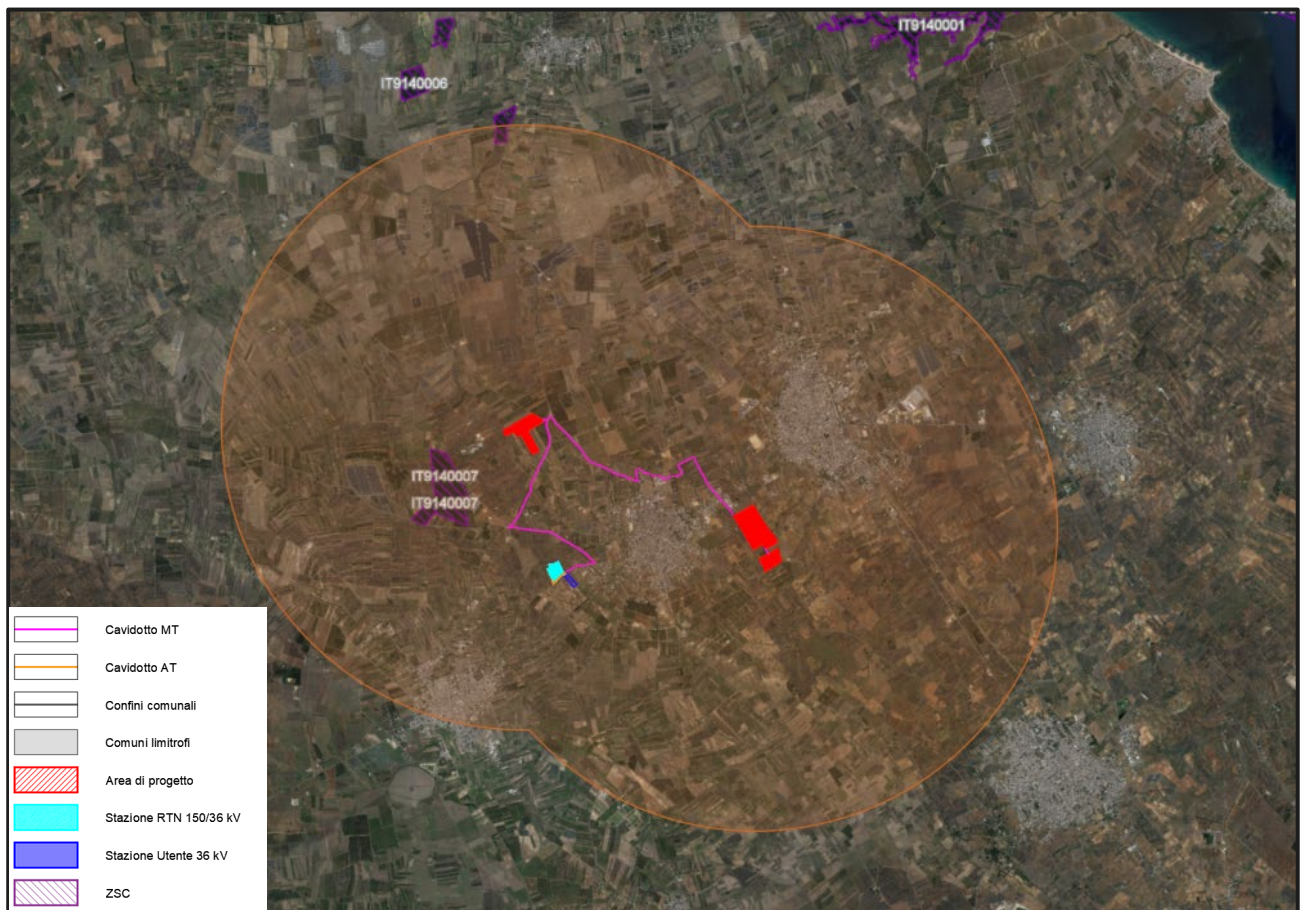 IT9140001
IT9140006
IT9140007
IT9140007
Cavidotto MT
Cavidotto AT
Confini comunali
Comuni limitrofi
Area di progetto
Stazione RTN 150/36 kV
Stazione Utente 36 kV
ZSC